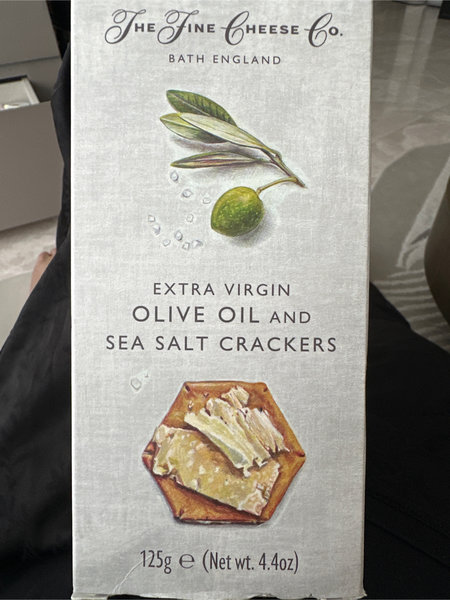 The Fine Cheese Co.
BATH ENGLAND
EXTRA VIRGIN
OLIVE OIL AND
SEA SALT CRACKERS
125g ℮ (Net wt. 4.4oz)